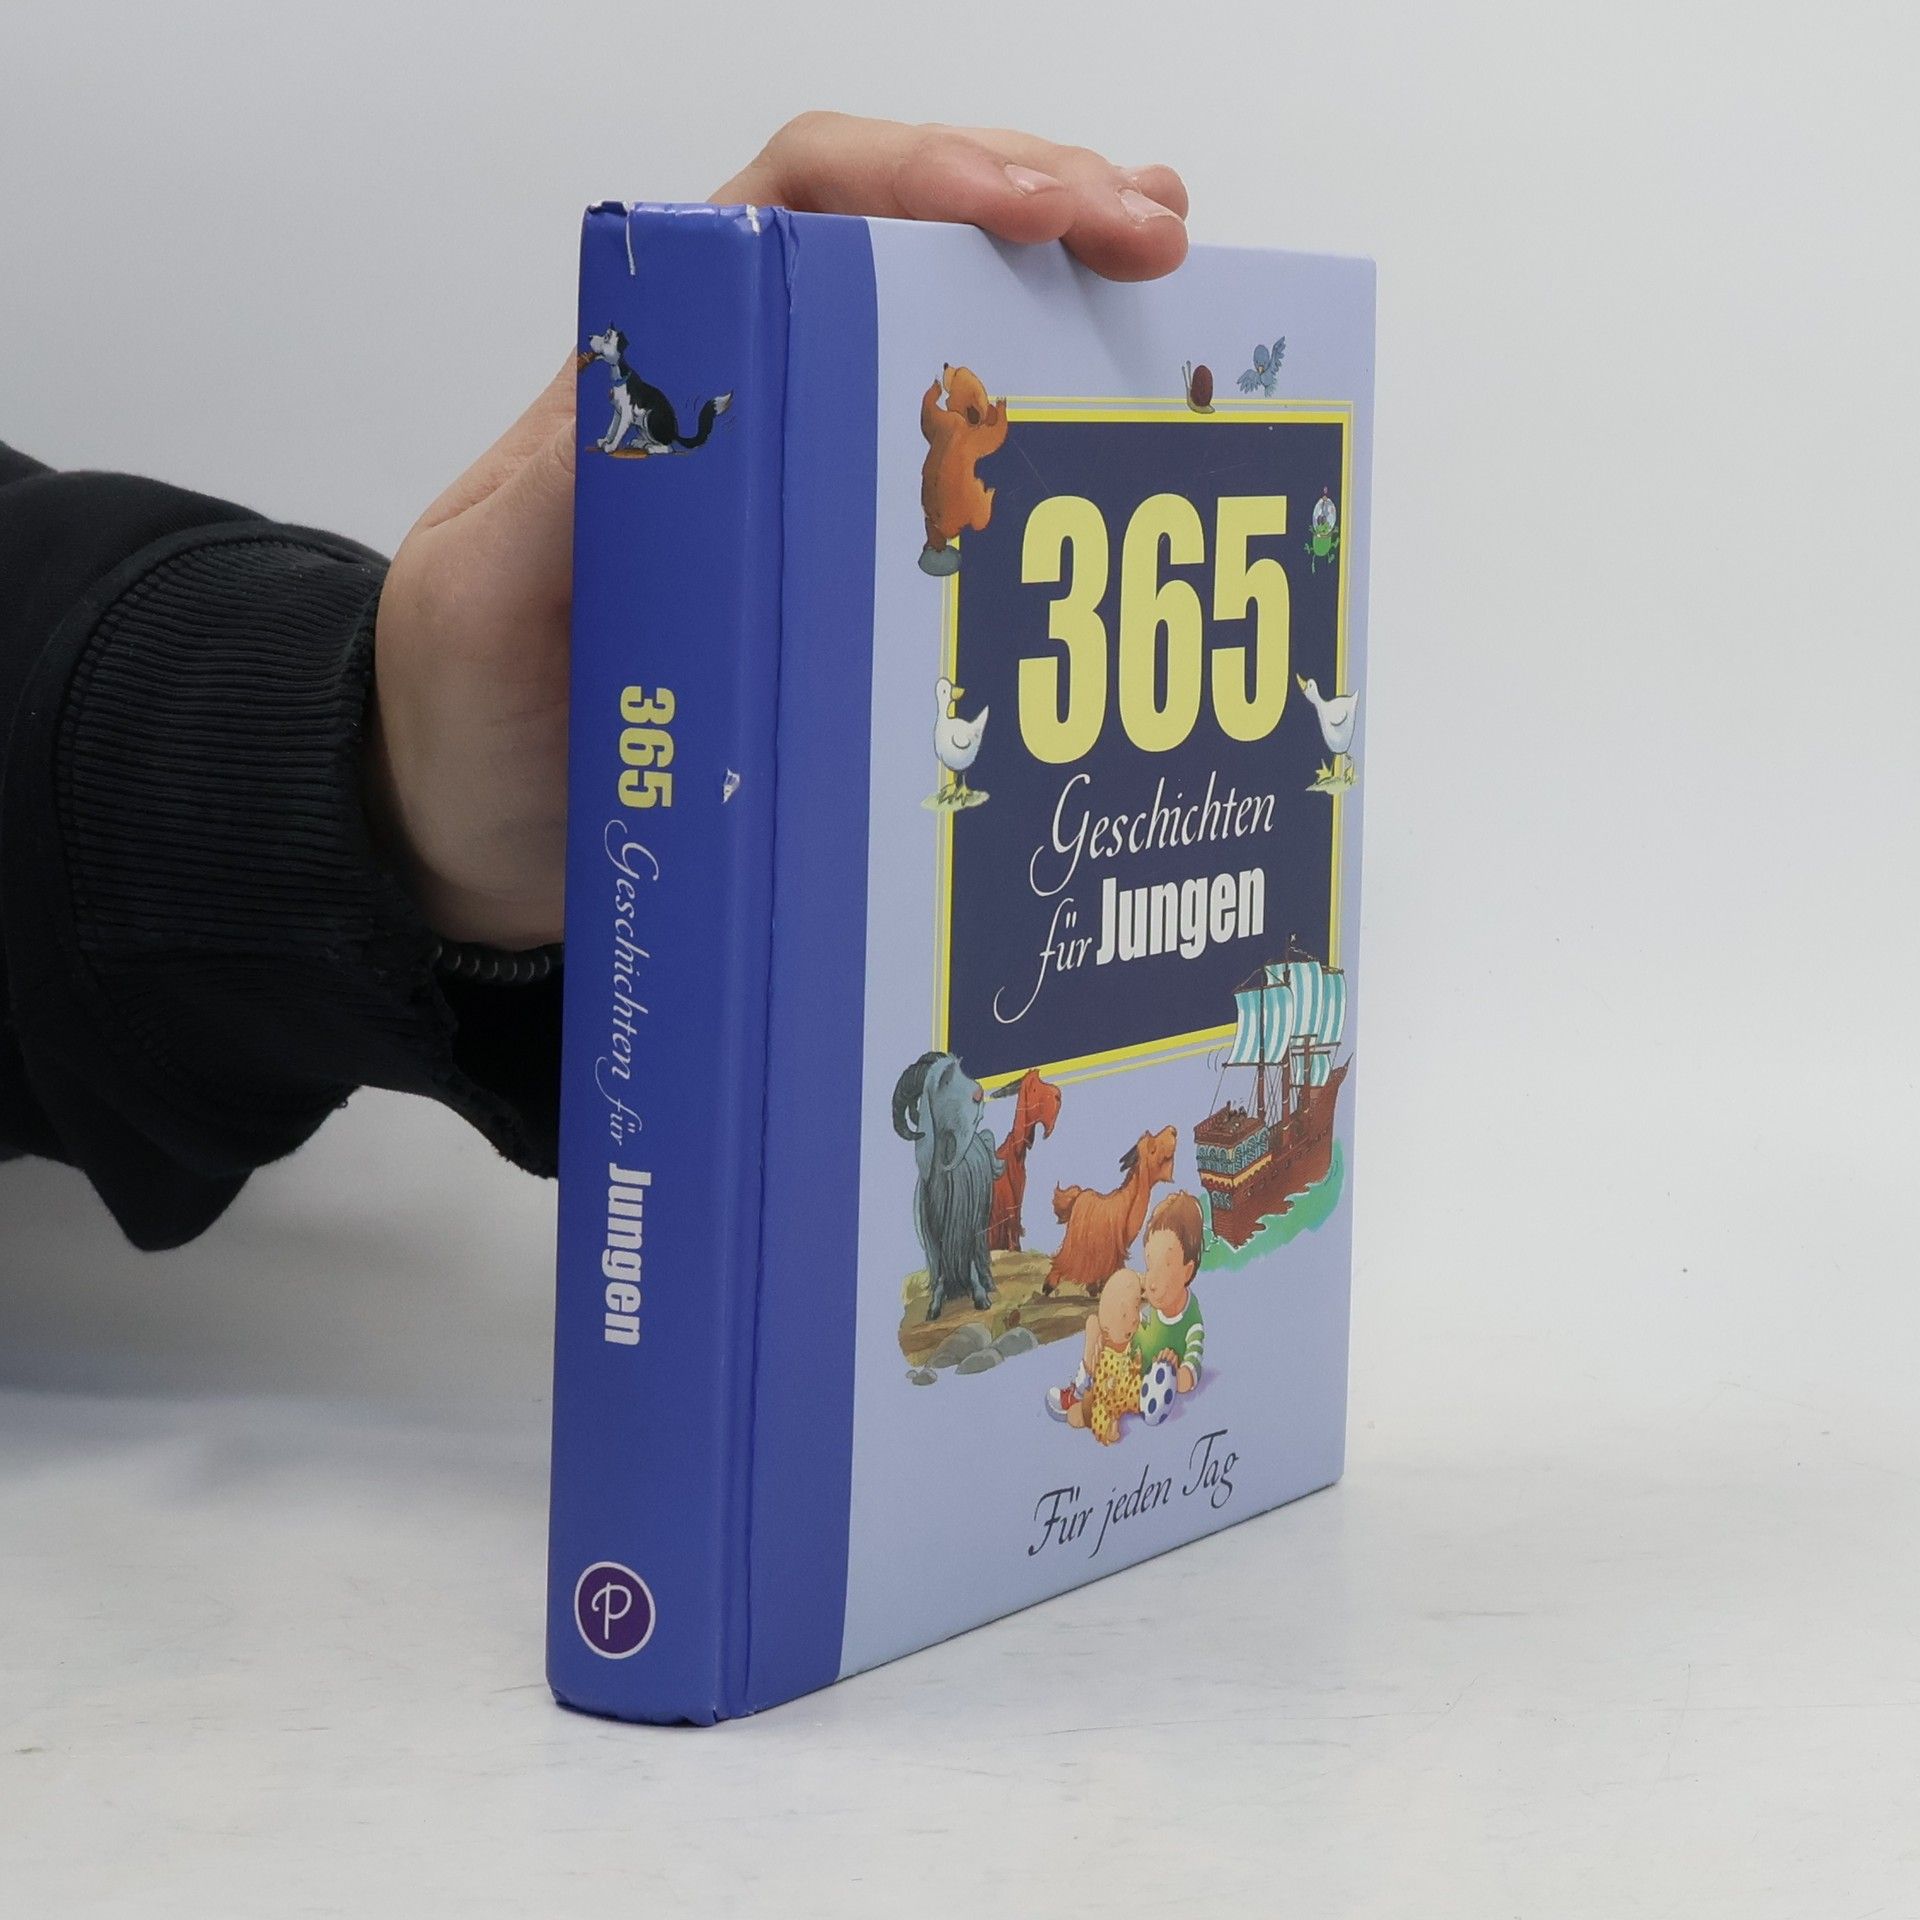 365 Geschichten für Jungen
P
365
Geschichten
für Jungen
Für jeden Tag